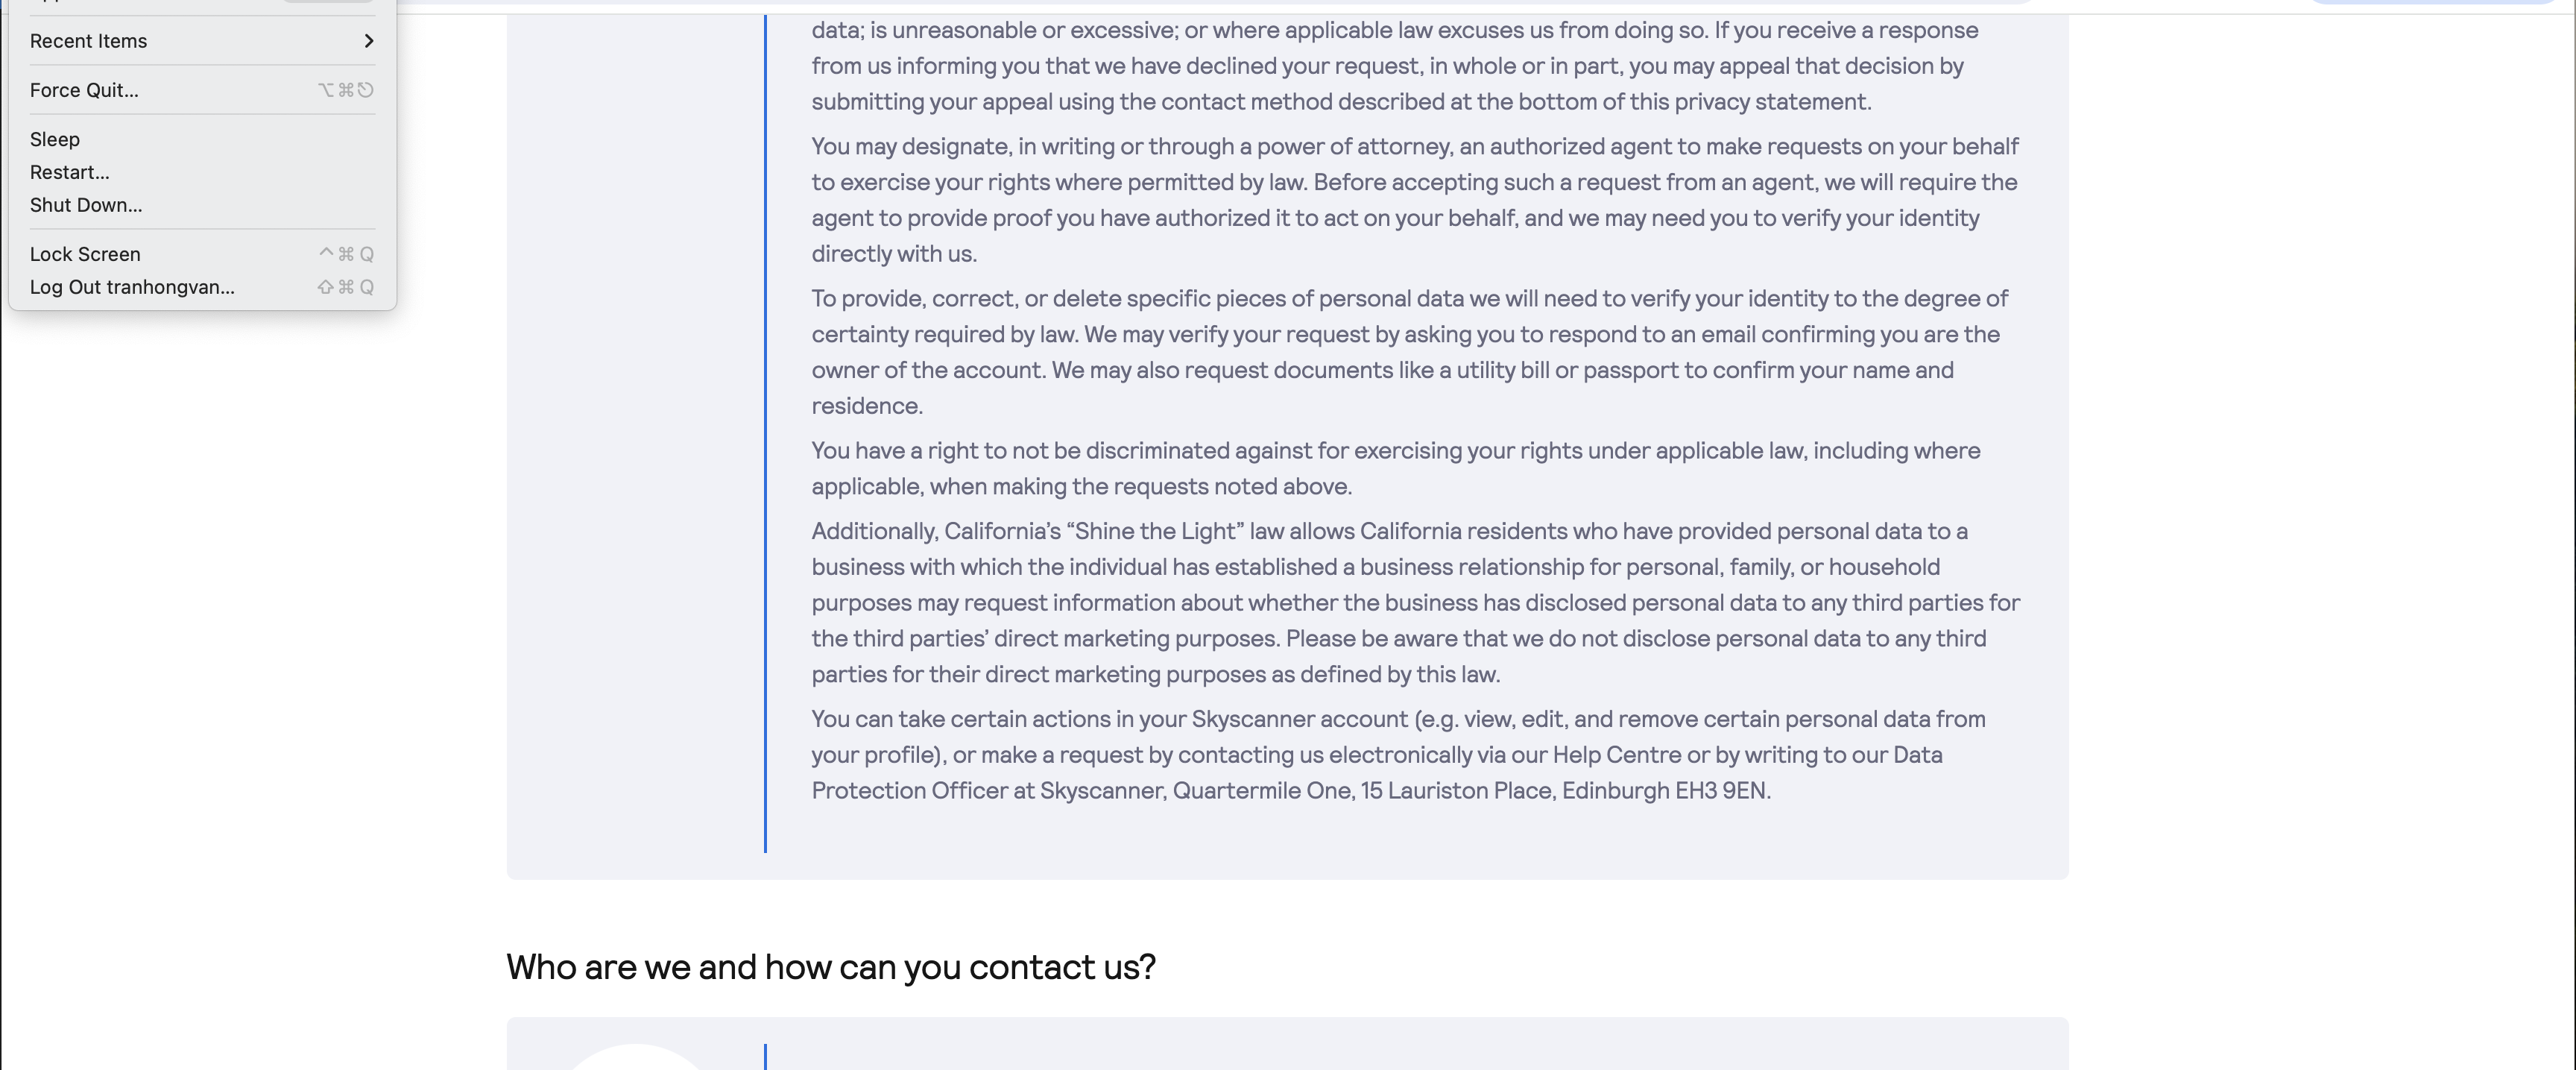 Recent Items
Force Quit... ⌥⌘⎋
Sleep
Restart...
Shut Down...
Lock Screen ^⌘Q
Log Out tranhongvan... ⇧⌘Q
data; is unreasonable or excessive; or where applicable law excuses us from doing so. If you receive a response
from us informing you that we have declined your request, in whole or in part, you may appeal that decision by
submitting your appeal using the contact method described at the bottom of this privacy statement.
You may designate, in writing or through a power of attorney, an authorized agent to make requests on your behalf
to exercise your rights where permitted by law. Before accepting such a request from an agent, we will require the
agent to provide proof you have authorized it to act on your behalf, and we may need you to verify your identity
directly with us.
To provide, correct, or delete specific pieces of personal data we will need to verify your identity to the degree of
certainty required by law. We may verify your request by asking you to respond to an email confirming you are the
owner of the account. We may also request documents like a utility bill or passport to confirm your name and
residence.
You have a right to not be discriminated against for exercising your rights under applicable law, including where
applicable, when making the requests noted above.
Additionally, California’s “Shine the Light” law allows California residents who have provided personal data to a
business with which the individual has established a business relationship for personal, family, or household
purposes may request information about whether the business has disclosed personal data to any third parties for
the third parties’ direct marketing purposes. Please be aware that we do not disclose personal data to any third
parties for their direct marketing purposes as defined by this law.
You can take certain actions in your Skyscanner account (e.g. view, edit, and remove certain personal data from
your profile), or make a request by contacting us electronically via our Help Centre or by writing to our Data
Protection Officer at Skyscanner, Quartermile One, 15 Lauriston Place, Edinburgh EH3 9EN.
Who are we and how can you contact us?